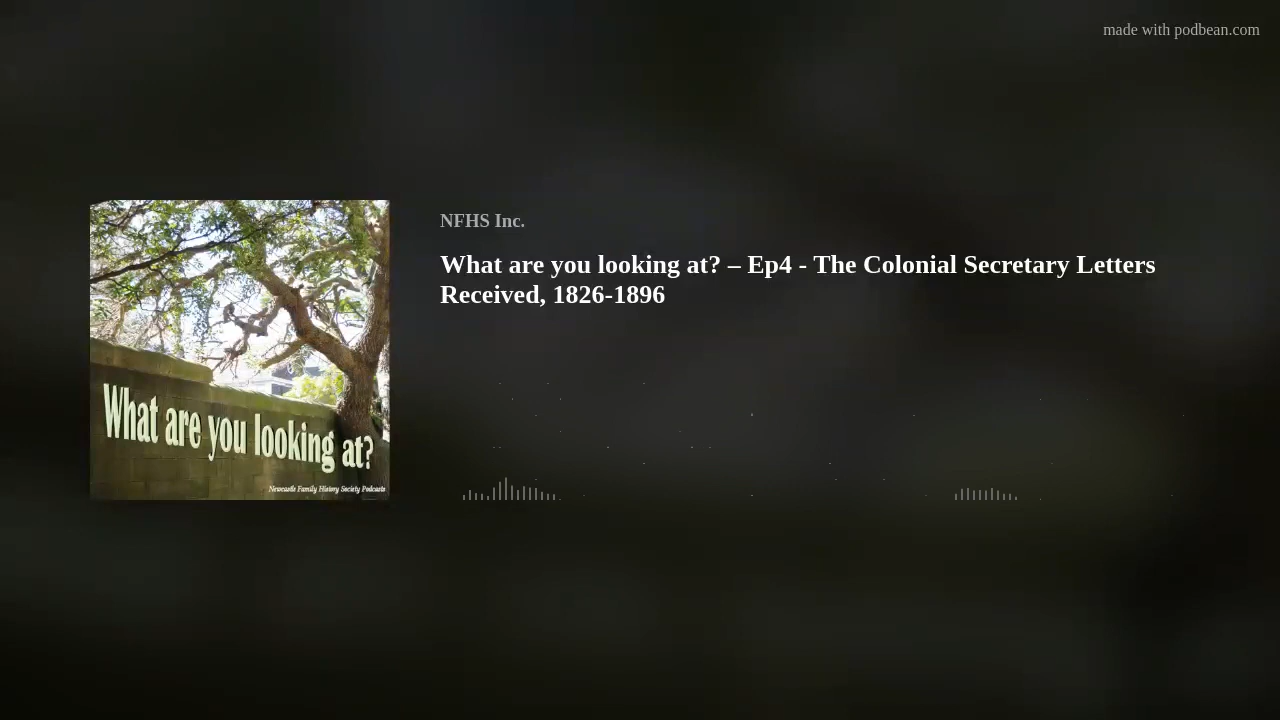 made with podbean.com
NFHS Inc.
What are you looking at? – Ep4 - The Colonial Secretary Letters
Received, 1826-1896
What are you looking at?
Newcastle Family History Society Podcasts